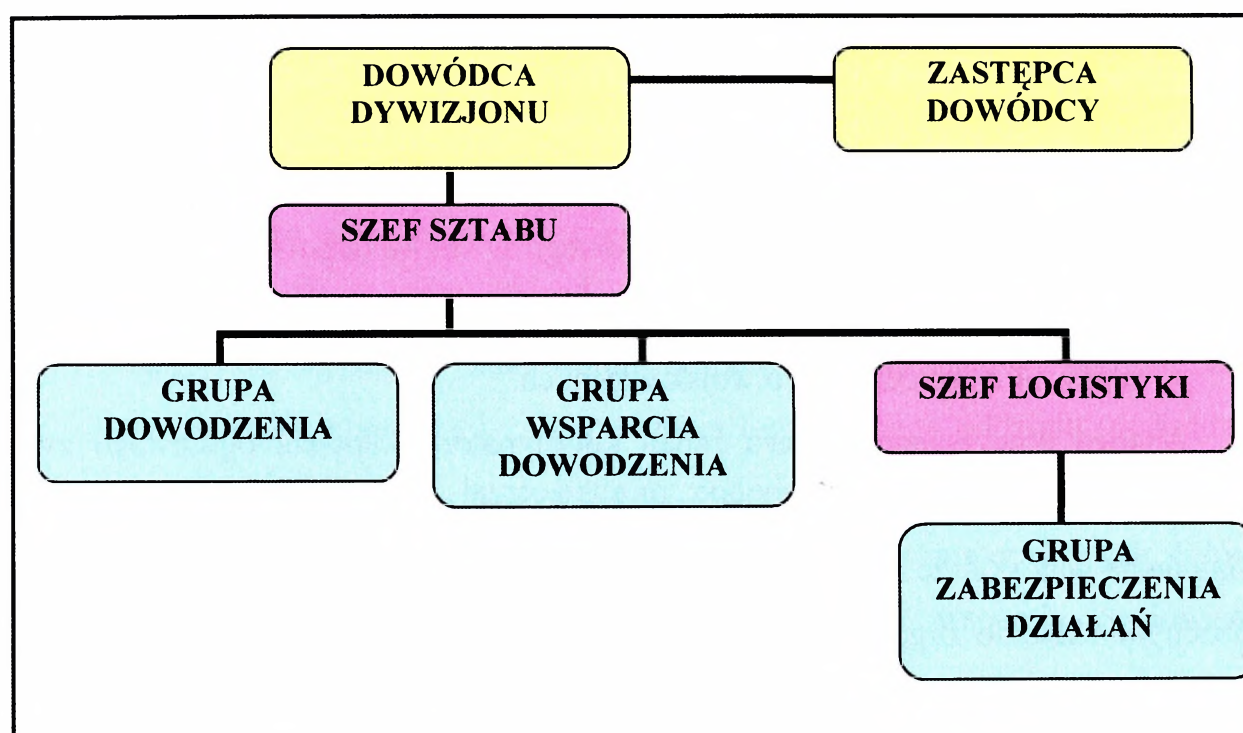 DOWÓDCA
DYWIZJONU
ZASTĘPCA
DOWÓDCY
SZEF SZTABU
GRUPA
DOWODZENIA
GRUPA
WSPARCIA
DOWODZENIA
SZEF LOGISTYKI
GRUPA
ZABEZPIECZENIA
DZIAŁAŃ